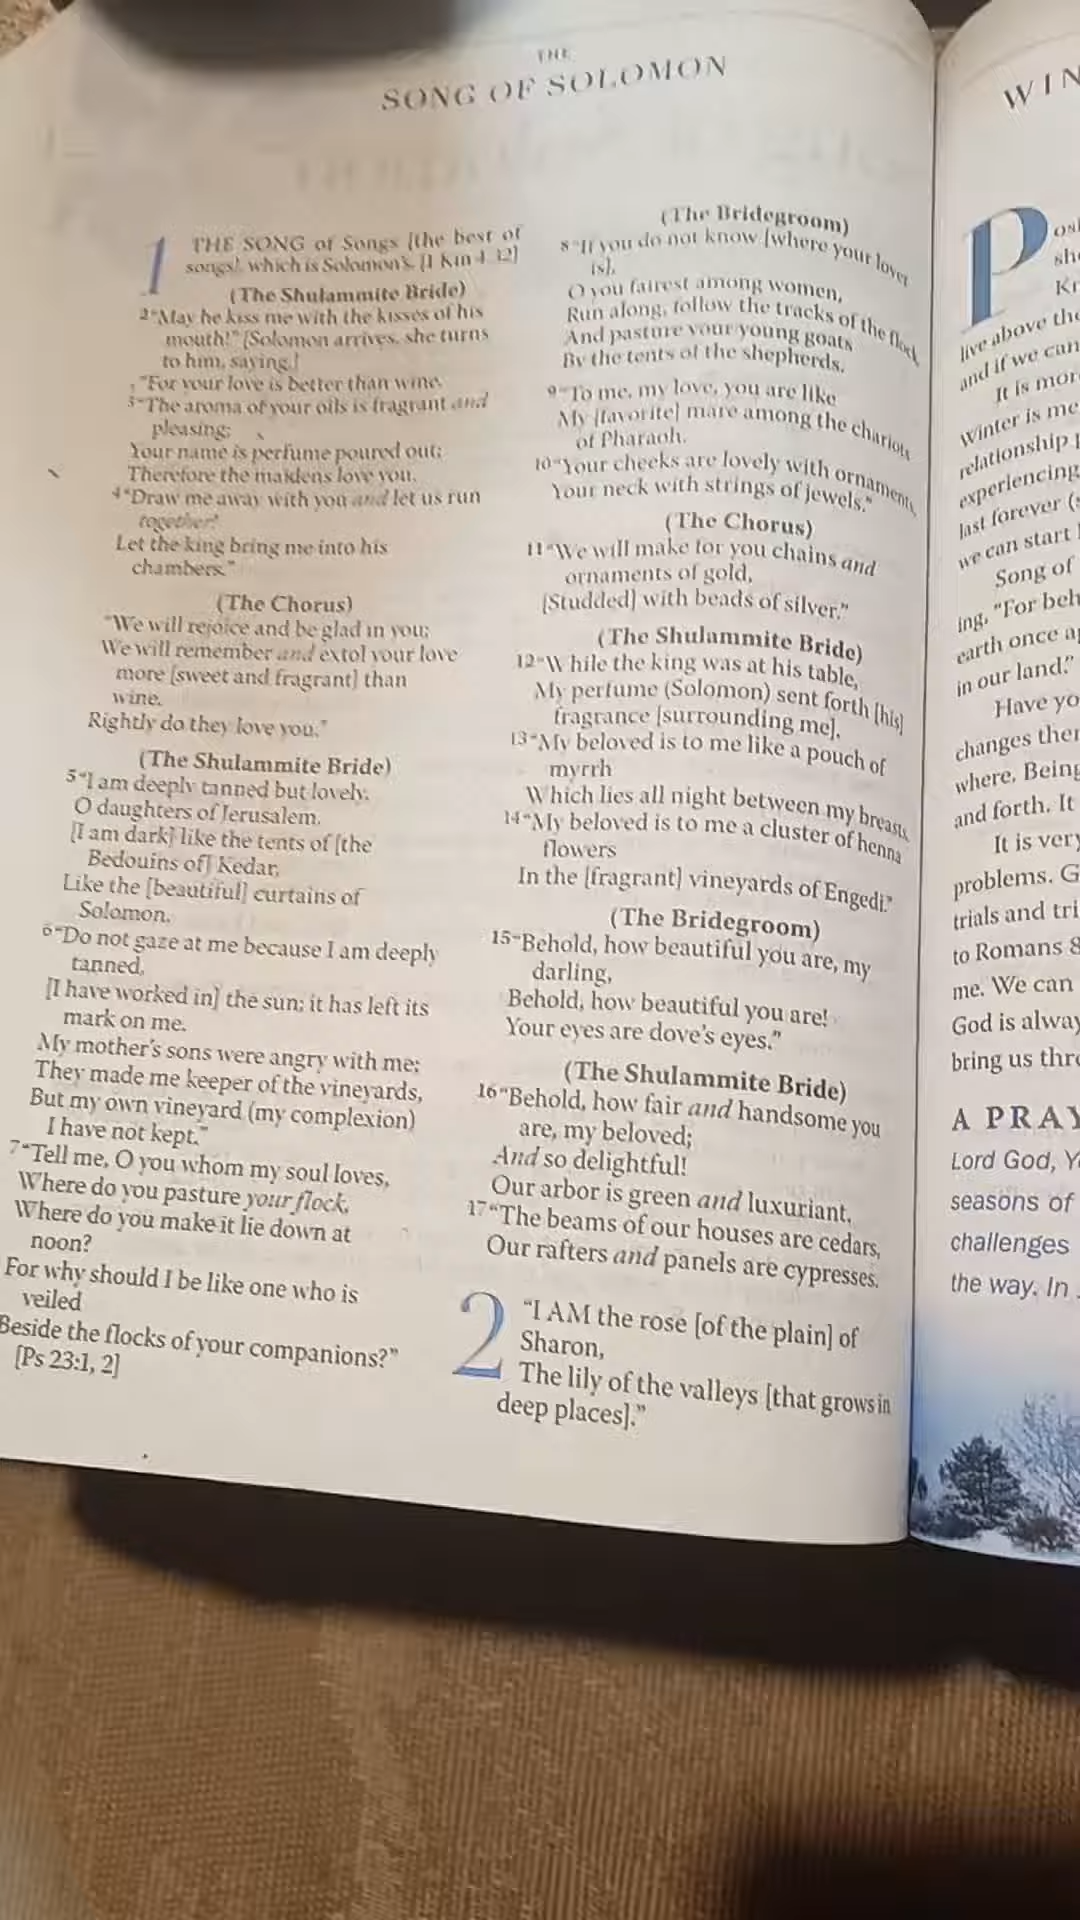 THE
SONG OF SOLOMON
1 THE SONG of Songs [the best of
songs], which is Solomon's. [1 Kin 4:32]
(The Shulammite Bride)
2 "May he kiss me with the kisses of his
mouth!" [Solomon arrives, she turns
to him, saying,]
"For your love is better than wine.
3 "The aroma of your oils is fragrant and
pleasing;
Your name is perfume poured out;
Therefore the maidens love you.
4 "Draw me away with you and let us run
together!
Let the king bring me into his
chambers."
(The Chorus)
"We will rejoice and be glad in you;
We will remember and extol your love
more [sweet and fragrant] than
wine.
Rightly do they love you."
(The Shulammite Bride)
5 "I am deeply tanned but lovely,
O daughters of Jerusalem,
[I am dark] like the tents of [the
Bedouins of] Kedar,
Like the [beautiful] curtains of
Solomon.
6 "Do not gaze at me because I am deeply
tanned,
[I have worked in] the sun; it has left its
mark on me.
My mother's sons were angry with me;
They made me keeper of the vineyards,
But my own vineyard (my complexion)
I have not kept."
7 "Tell me, O you whom my soul loves,
Where do you pasture your flock,
Where do you make it lie down at
noon?
For why should I be like one who is
veiled
Beside the flocks of your companions?"
[Ps 23:1, 2]
(The Bridegroom)
8 "If you do not know [where your lover
is],
O you fairest among women,
Run along, follow the tracks of the flock,
And pasture your young goats
By the tents of the shepherds.
9 "To me, my love, you are like
My [favorite] mare among the chariots
of Pharaoh.
10 "Your cheeks are lovely with ornaments,
Your neck with strings of jewels."
(The Chorus)
11 "We will make for you chains and
ornaments of gold,
[Studded] with beads of silver."
(The Shulammite Bride)
12 "While the king was at his table,
My perfume (Solomon) sent forth [his]
fragrance [surrounding me].
13 "My beloved is to me like a pouch of
myrrh
Which lies all night between my breasts.
14 "My beloved is to me a cluster of henna
flowers
In the [fragrant] vineyards of Engedi."
(The Bridegroom)
15 "Behold, how beautiful you are, my
darling,
Behold, how beautiful you are!
Your eyes are dove's eyes."
(The Shulammite Bride)
16 "Behold, how fair and handsome you
are, my beloved;
And so delightful!
Our arbor is green and luxuriant.
17 "The beams of our houses are cedars,
Our rafters and panels are cypresses.
2 "I AM the rose [of the plain] of
Sharon,
The lily of the valleys [that grows in
deep places]."
WIN
P
she
live above the
and if we can
It is mor
Winter is me
relationship
experiencing
last forever (
we can start
Song of
ing, "For beh
earth once a
in our land."
Have yo
changes ther
where. Being
and forth. It
It is very
problems. G
trials and tri
to Romans 8
me. We can
God is alway
bring us thro
A PRAY
Lord God, Yo
seasons of
challenges
the way. In